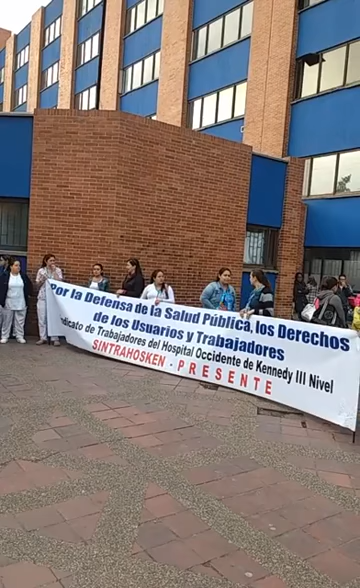 Por la Defensa de la Salud Pública, los Derechos
de los Usuarios y Trabajadores
Sindicato de Trabajadores del Hospital Occidente de Kennedy III Nivel
SINTRAHOSKEN - PRESENTE